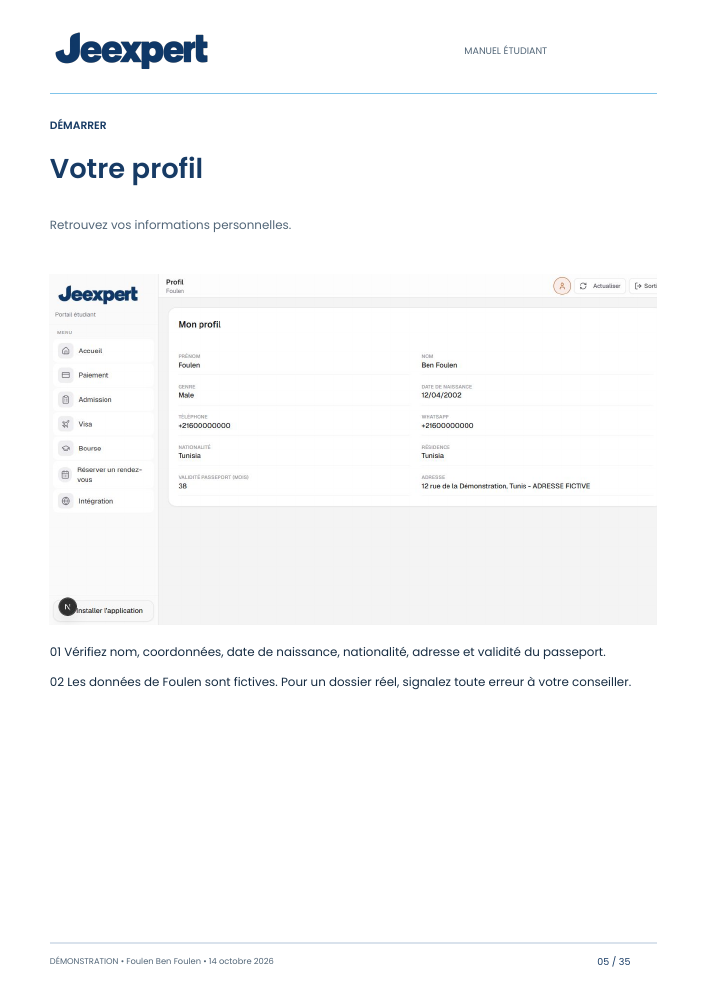 Jeexpert
MANUEL ÉTUDIANT
DÉMARRER
Votre profil
Retrouvez vos informations personnelles.
Jeexpert
Portail étudiant
MENU
Accueil
Paiement
Admission
Visa
Bourse
Réserver un rendez-
vous
Intégration
N
Installer l'application
Profil
Foulen
Actualiser
Sorti
Mon profil
PRÉNOM
Foulen
NOM
Ben Foulen
GENRE
Male
DATE DE NAISSANCE
12/04/2002
TÉLÉPHONE
+21600000000
WHATSAPP
+21600000000
NATIONALITÉ
Tunisia
RÉSIDENCE
Tunisia
VALIDITÉ PASSEPORT (MOIS)
38
ADRESSE
12 rue de la Démonstration, Tunis - ADRESSE FICTIVE
01 Vérifiez nom, coordonnées, date de naissance, nationalité, adresse et validité du passeport.
02 Les données de Foulen sont fictives. Pour un dossier réel, signalez toute erreur à votre conseiller.
DÉMONSTRATION • Foulen Ben Foulen • 14 octobre 2026
05 / 35